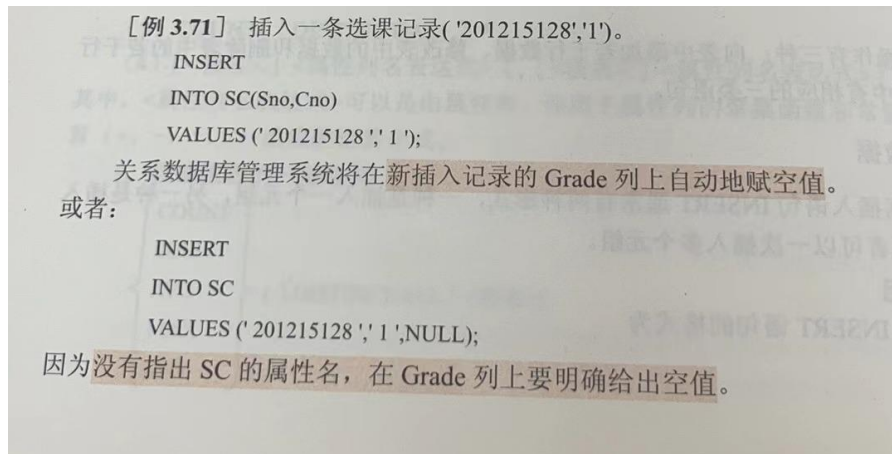 ［例 3.71］ 插入一条选课记录( '201215128','1')。
INSERT
INTO SC(Sno,Cno)
VALUES (' 201215128 ',' 1 ');
关系数据库管理系统将在新插入记录的 Grade 列上自动地赋空值。
或者：
INSERT
INTO SC
VALUES (' 201215128 ',' 1 ',NULL);
因为没有指出 SC 的属性名，在 Grade 列上要明确给出空值。